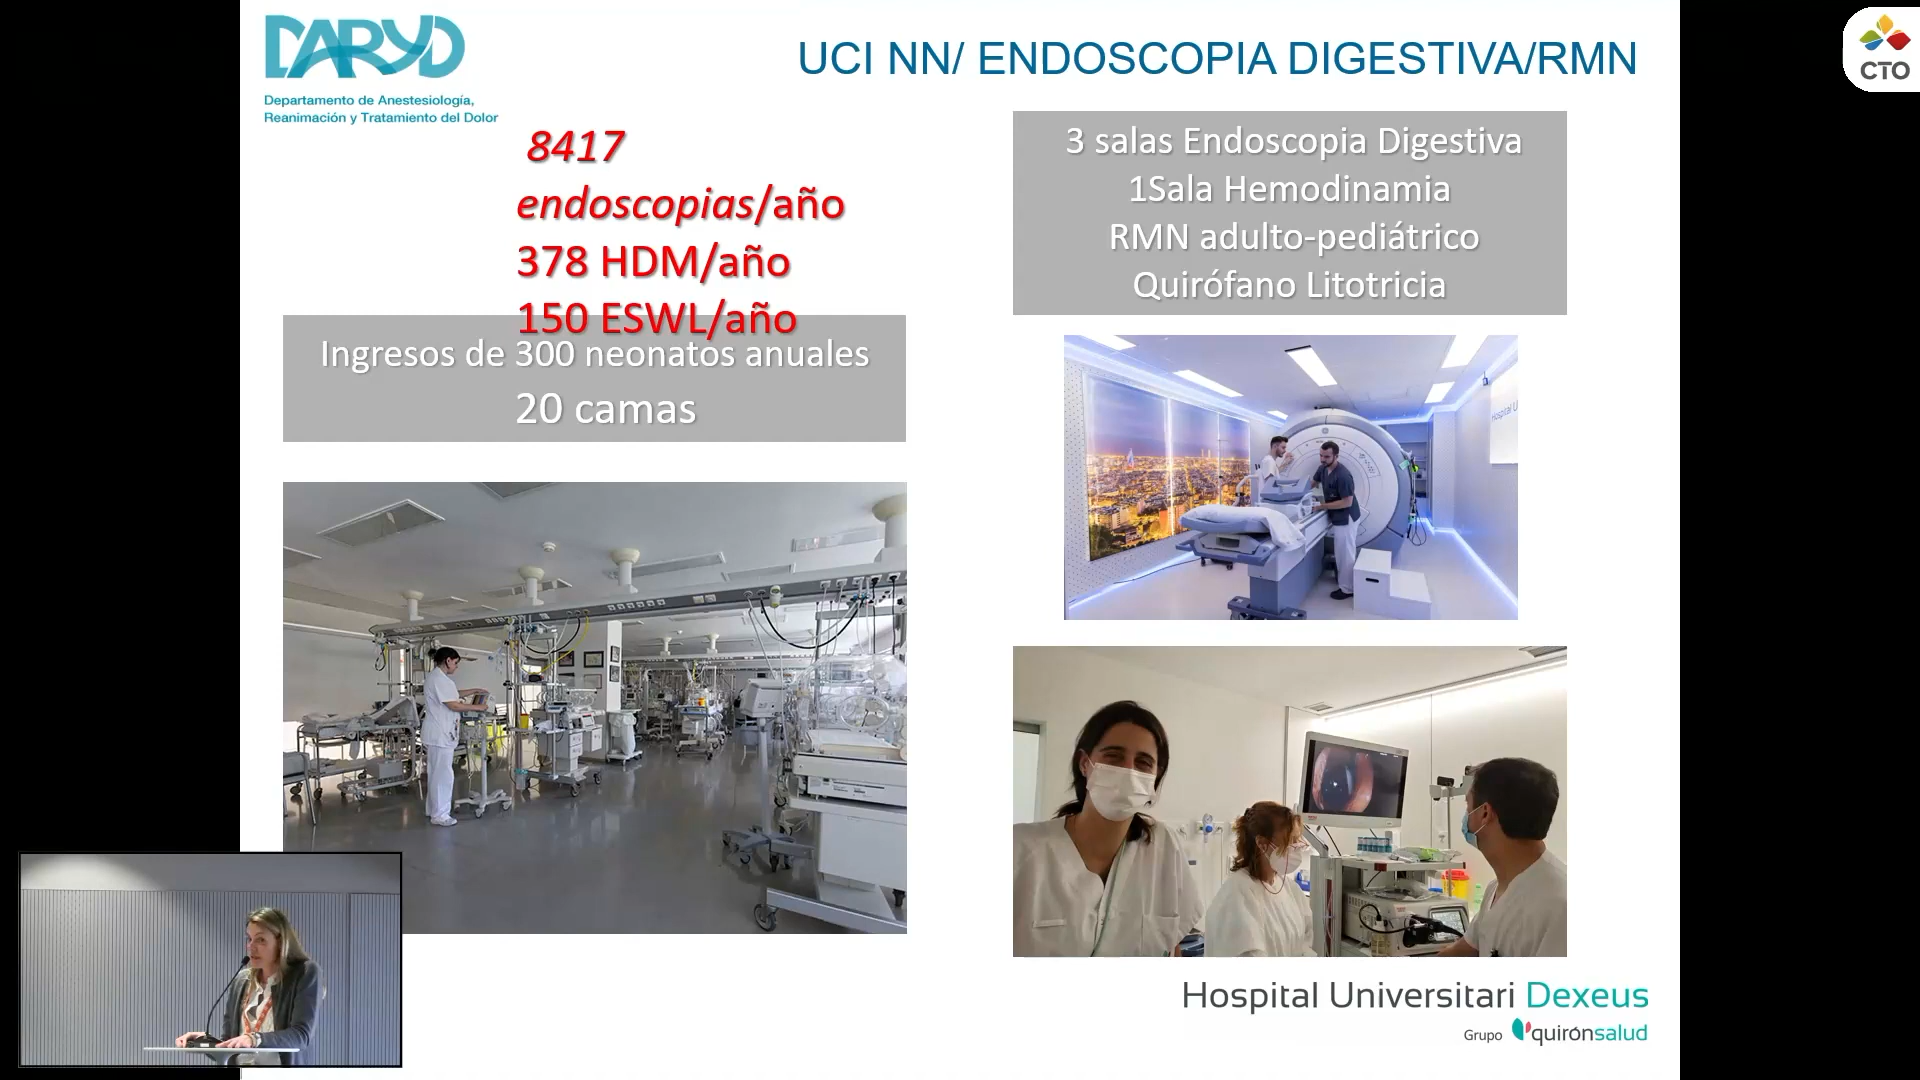 DARYD
Departamento de Anestesiología,
Reanimación y Tratamiento del Dolor
UCI NN/ ENDOSCOPIA DIGESTIVA/RMN
CTO
8417
endoscopias/año
378 HDM/año
150 ESWL/año
Ingresos de 300 neonatos anuales
20 camas
3 salas Endoscopia Digestiva
1Sala Hemodinamia
RMN adulto-pediátrico
Quirófano Litotricia
Hospital U
Hospital Universitari Dexeus
Grupo quirónsalud